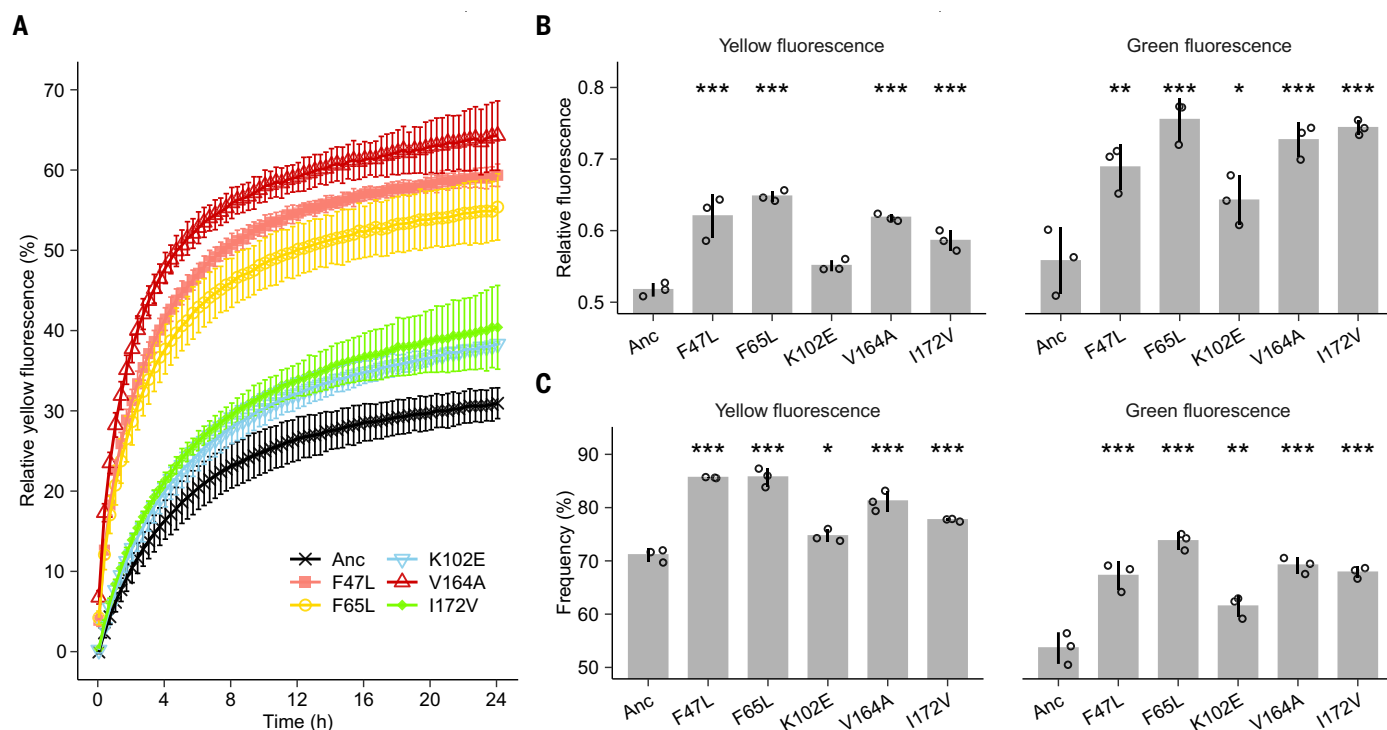 A
Relative yellow fluorescence (%)
70
60
50
40
30
20
10
0
Anc
F47L
F65L
K102E
V164A
I172V
0
4
8
12
16
20
24
Time (h)
B
Yellow fluorescence
Green fluorescence
Relative fluorescence
0.8
0.7
0.6
0.5
*** *** *** ***
** *** * *** ***
Anc F47L F65L K102E V164A I172V
Anc F47L F65L K102E V164A I172V
C
Yellow fluorescence
Green fluorescence
Frequency (%)
90
80
70
60
50
*** *** * *** ***
*** *** ** *** ***
Anc F47L F65L K102E V164A I172V
Anc F47L F65L K102E V164A I172V